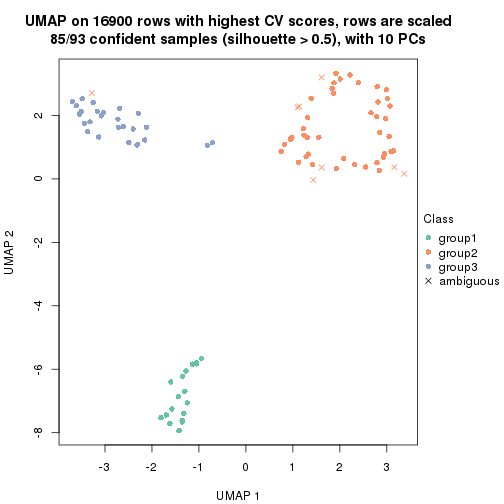 UMAP on 16900 rows with highest CV scores, rows are scaled
85/93 confident samples (silhouette > 0.5), with 10 PCs
2
0
-2
-4
-6
-8
UMAP 2
-3
-2
-1
0
1
2
3
UMAP 1
Class
group1
group2
group3
ambiguous